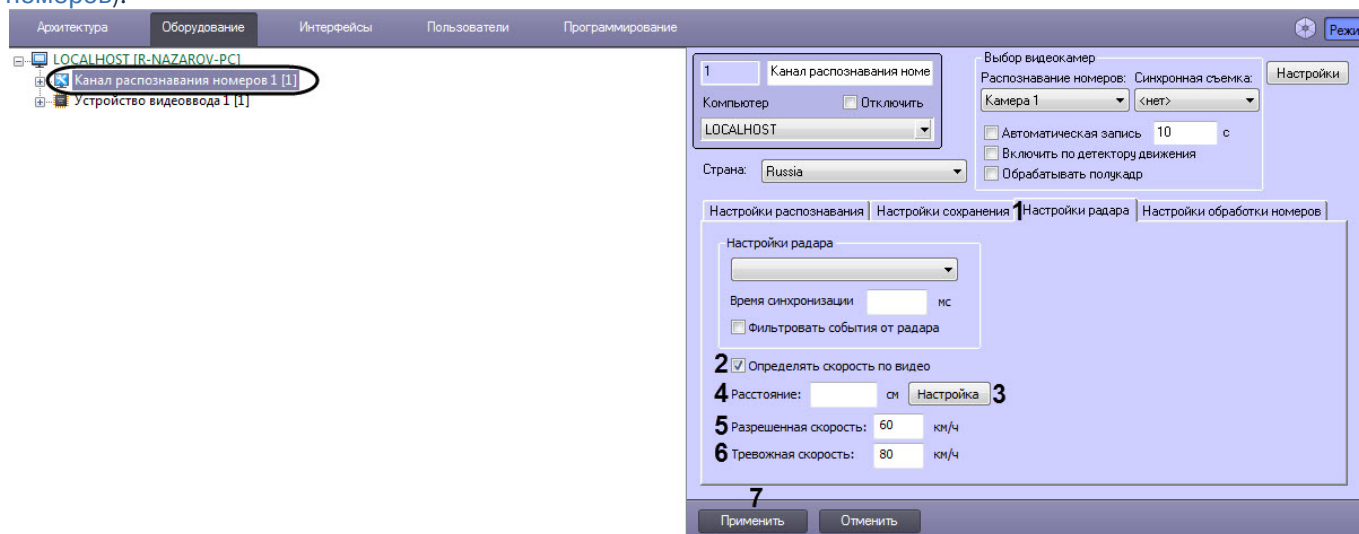 номеров).
Архитектура Оборудование Интерфейсы Пользователи Программирование Режи
LOCALHOST [R-NAZAROV-PC]
Канал распознавания номеров 1 [1]
Устройство видеоввода 1 [1]
1 Канал распознавания номе
Компьютер Отключить
LOCALHOST
Страна: Russia
Выбор видеокамер
Распознавание номеров: Синхронная съемка:
Камера 1 <нет>
Настройки
Автоматическая запись 10 с
Включить по детектору движения
Обрабатывать полукадр
Настройки распознавания Настройки сохранения 1 Настройки радара Настройки обработки номеров
Настройки радара
Время синхронизации мс
Фильтровать события от радара
2 Определять скорость по видео
4 Расстояние: см Настройка 3
5 Разрешенная скорость: 60 км/ч
6 Тревожная скорость: 80 км/ч
7
Применить Отменить